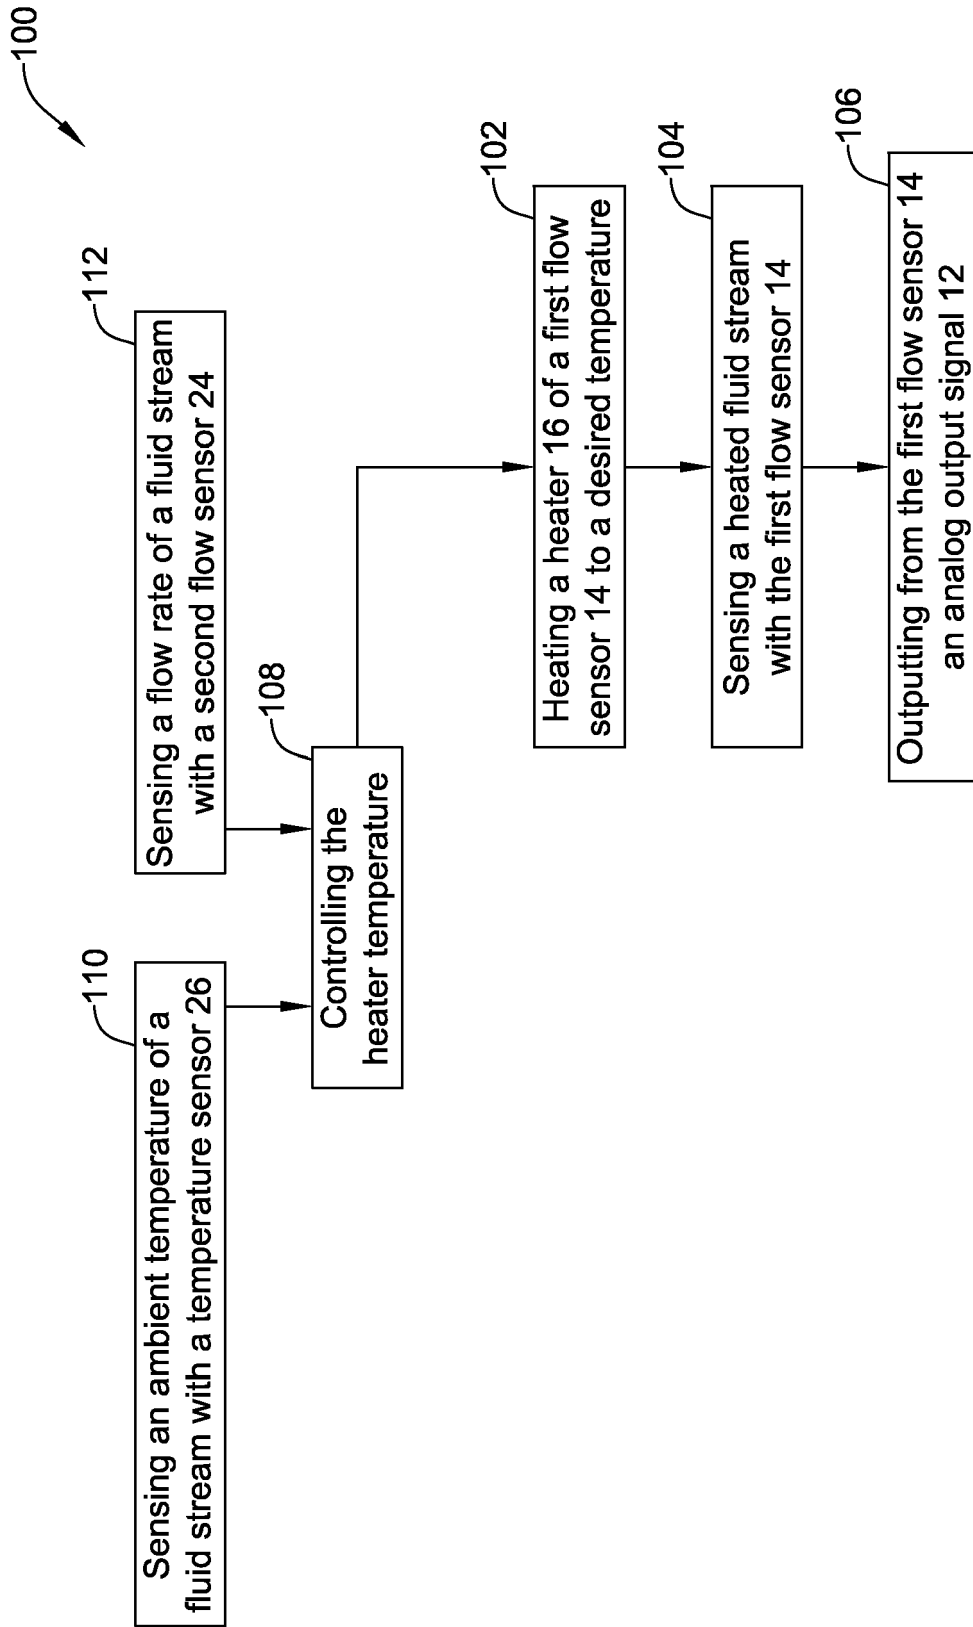 100
110
Sensing an ambient temperature of a
fluid stream with a temperature sensor 26
112
Sensing a flow rate of a fluid stream
with a second flow sensor 24
108
Controlling the
heater temperature
102
Heating a heater 16 of a first flow
sensor 14 to a desired temperature
104
Sensing a heated fluid stream
with the first flow sensor 14
106
Outputting from the first flow sensor 14
an analog output signal 12